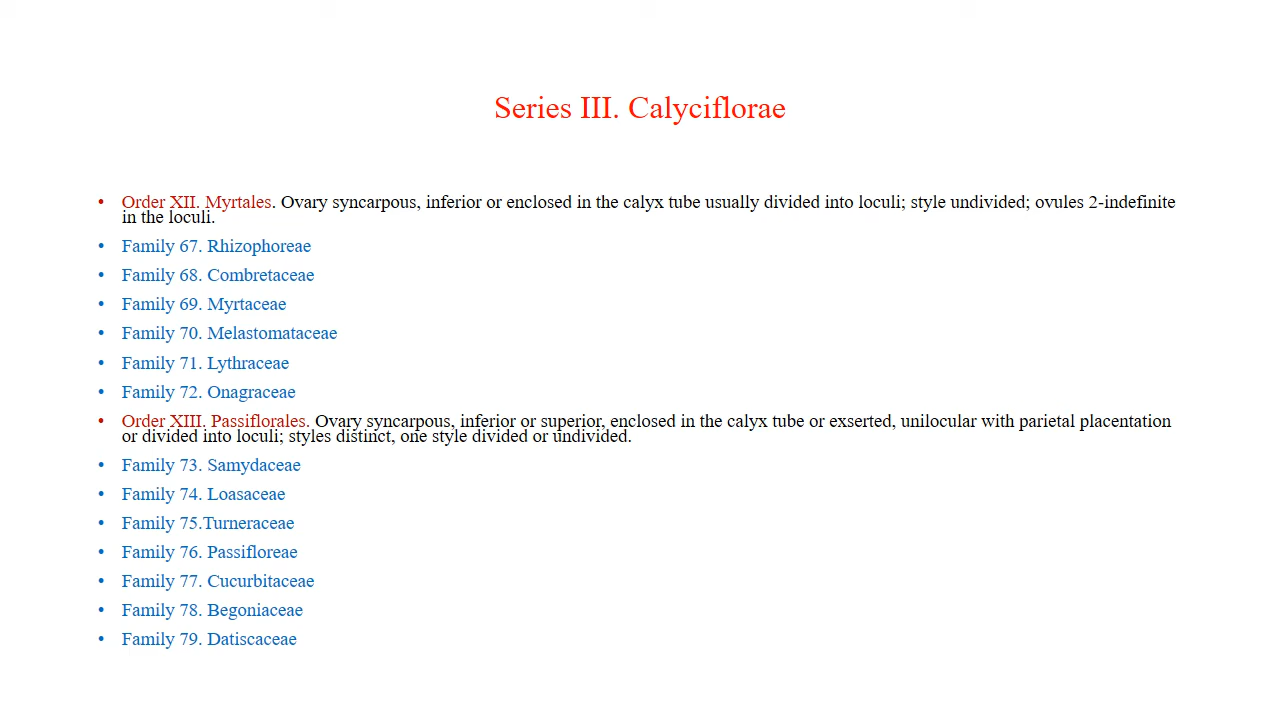 Series III. Calyciflorae
• Order XII. Myrtales. Ovary syncarpous, inferior or enclosed in the calyx tube usually divided into loculi; style undivided; ovules 2-indefinite
in the loculi.
• Family 67. Rhizophoreae
• Family 68. Combretaceae
• Family 69. Myrtaceae
• Family 70. Melastomataceae
• Family 71. Lythraceae
• Family 72. Onagraceae
• Order XIII. Passiflorales. Ovary syncarpous, inferior or superior, enclosed in the calyx tube or exserted, unilocular with parietal placentation
or divided into loculi; styles distinct, one style divided or undivided.
• Family 73. Samydaceae
• Family 74. Loasaceae
• Family 75.Turneraceae
• Family 76. Passifloreae
• Family 77. Cucurbitaceae
• Family 78. Begoniaceae
• Family 79. Datiscaceae